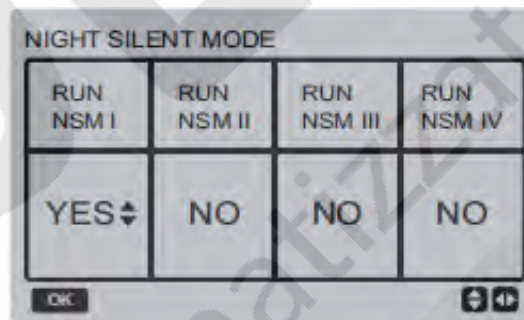 NIGHT SILENT MODE
RUN NSM I
RUN NSM II
RUN NSM III
RUN NSM IV
YES NO NO NO
OK